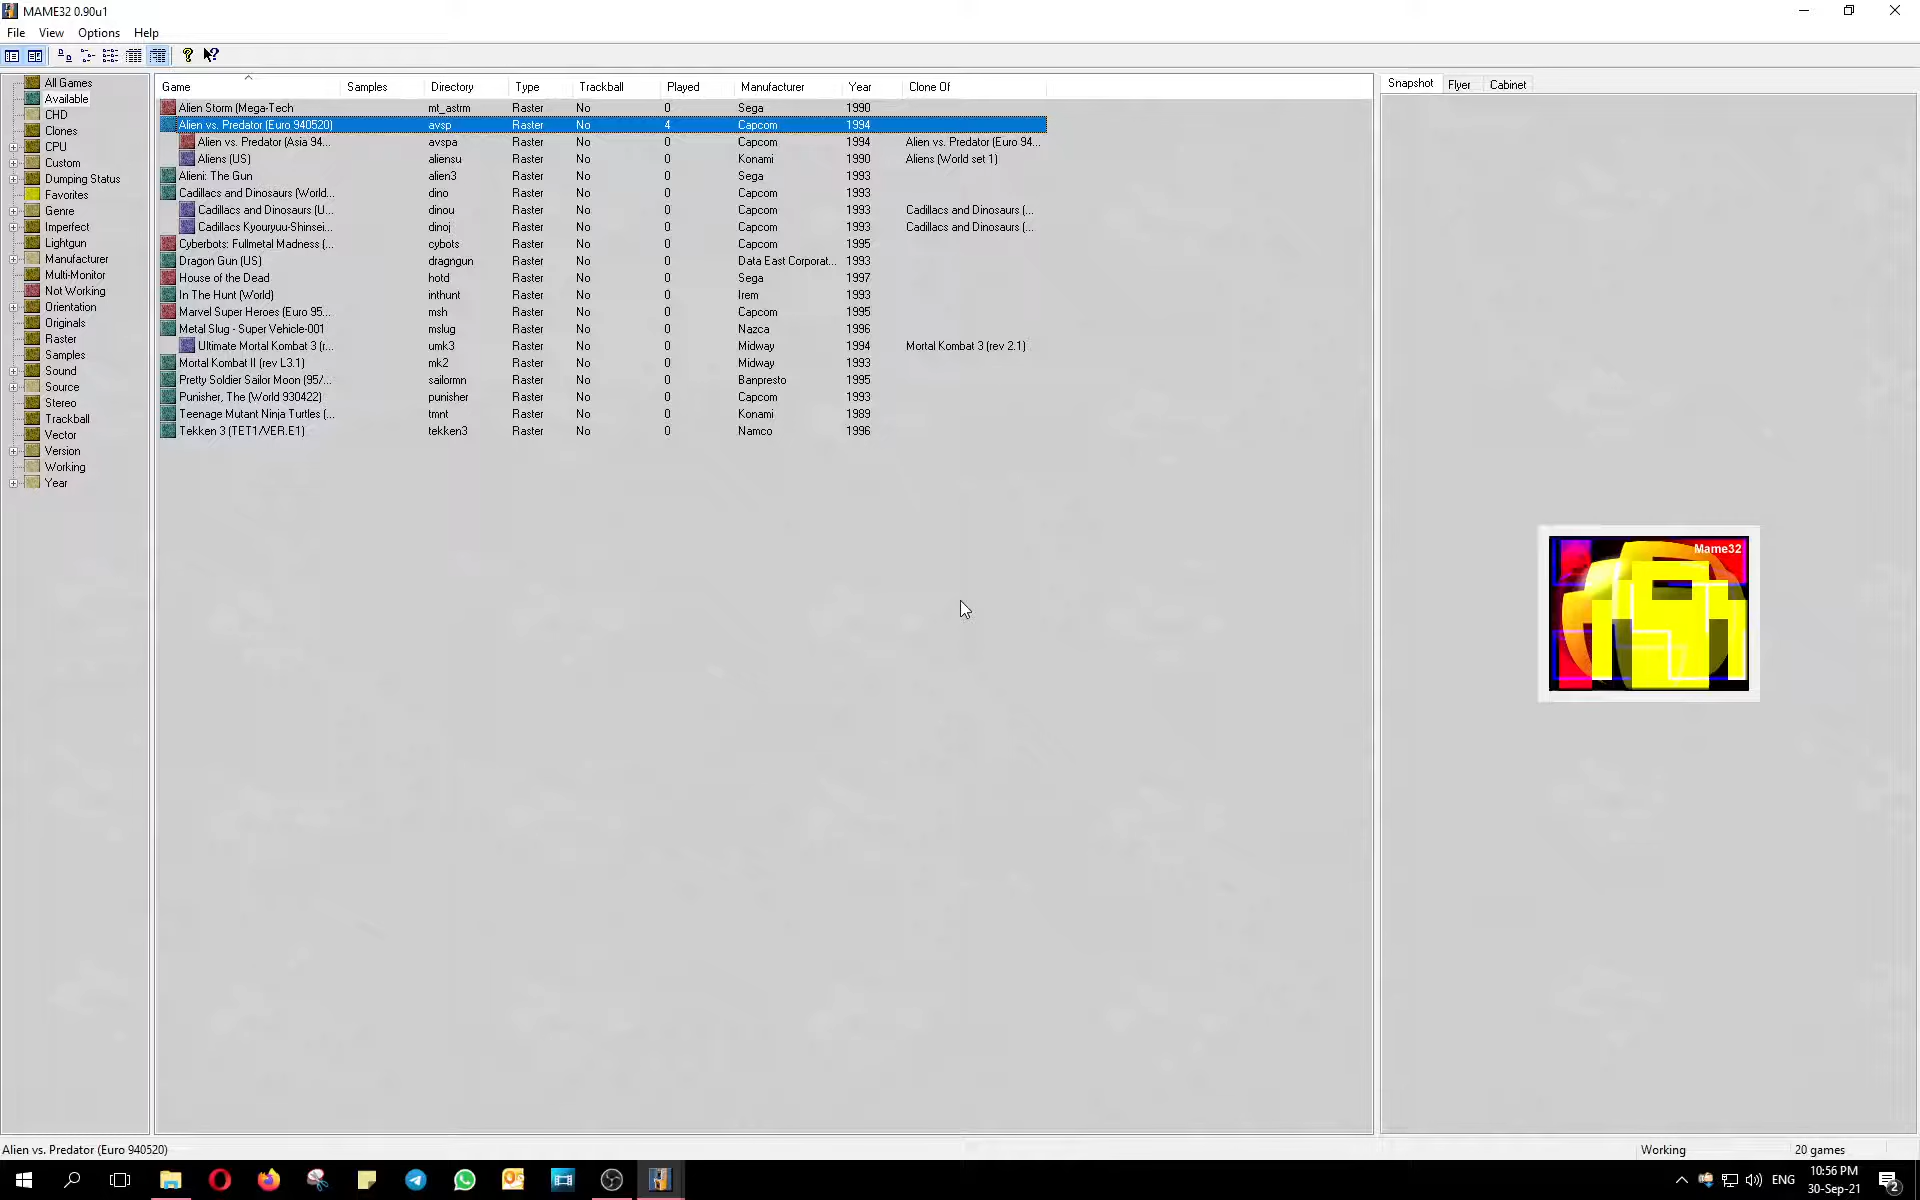 MAME32 0.90u1
File View Options Help
All Games
Available
CHD
Clones
CPU
Custom
Dumping Status
Favorites
Genre
Imperfect
Lightgun
Manufacturer
Multi-Monitor
Not Working
Orientation
Originals
Raster
Samples
Sound
Source
Stereo
Trackball
Vector
Version
Working
Year
Game Samples Directory Type Trackball Played Manufacturer Year Clone Of
Alien Storm (Mega-Tech mt_astrm Raster No 0 Sega 1990
Alien vs. Predator (Euro 940520) avsp Raster No 4 Capcom 1994
Alien vs. Predator (Asia 94... avspa Raster No 0 Capcom 1994 Alien vs. Predator (Euro 94...
Aliens (US) aliensu Raster No 0 Konami 1990 Aliens (World set 1)
Alieni: The Gun alien3 Raster No 0 Sega 1993
Cadillacs and Dinosaurs (World... dino Raster No 0 Capcom 1993
Cadillacs and Dinosaurs (U... dinou Raster No 0 Capcom 1993 Cadillacs and Dinosaurs (...
Cadillacs Kyouryuu-Shinsei... dinoj Raster No 0 Capcom 1993 Cadillacs and Dinosaurs (...
Cyberbots: Fullmetal Madness (... cybots Raster No 0 Capcom 1995
Dragon Gun (US) dragngun Raster No 0 Data East Corporat... 1993
House of the Dead hotd Raster No 0 Sega 1997
In The Hunt (World) inthunt Raster No 0 Irem 1993
Marvel Super Heroes (Euro 95... msh Raster No 0 Capcom 1995
Metal Slug - Super Vehicle-001 mslug Raster No 0 Nazca 1996
Ultimate Mortal Kombat 3 (r... umk3 Raster No 0 Midway 1994 Mortal Kombat 3 (rev 2.1)
Mortal Kombat II (rev L3.1) mk2 Raster No 0 Midway 1993
Pretty Soldier Sailor Moon (95/... sailormn Raster No 0 Banpresto 1995
Punisher, The (World 930422) punisher Raster No 0 Capcom 1993
Teenage Mutant Ninja Turtles (... tmnt Raster No 0 Konami 1989
Tekken 3 (TET1/VER.E1) tekken3 Raster No 0 Namco 1996
Snapshot Flyer Cabinet
Mame32
Alien vs. Predator (Euro 940520) Working 20 games
ENG
10:56 PM
30-Sep-21
2